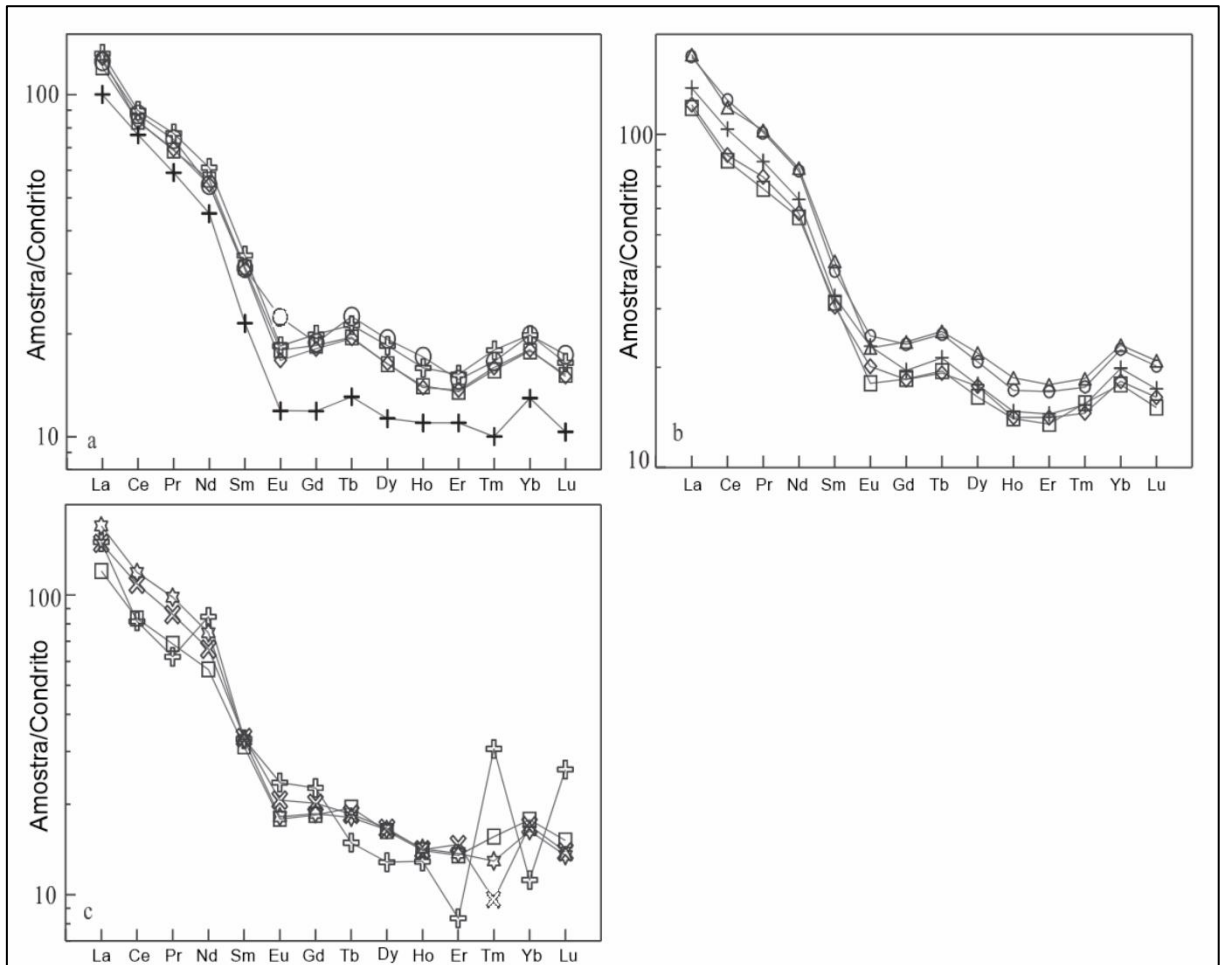 Amostra/Condrito
100
10
a
La Ce Pr Nd Sm Eu Gd Tb Dy Ho Er Tm Yb Lu
Amostra/Condrito
100
10
b
La Ce Pr Nd Sm Eu Gd Tb Dy Ho Er Tm Yb Lu
Amostra/Condrito
100
10
c
La Ce Pr Nd Sm Eu Gd Tb Dy Ho Er Tm Yb Lu